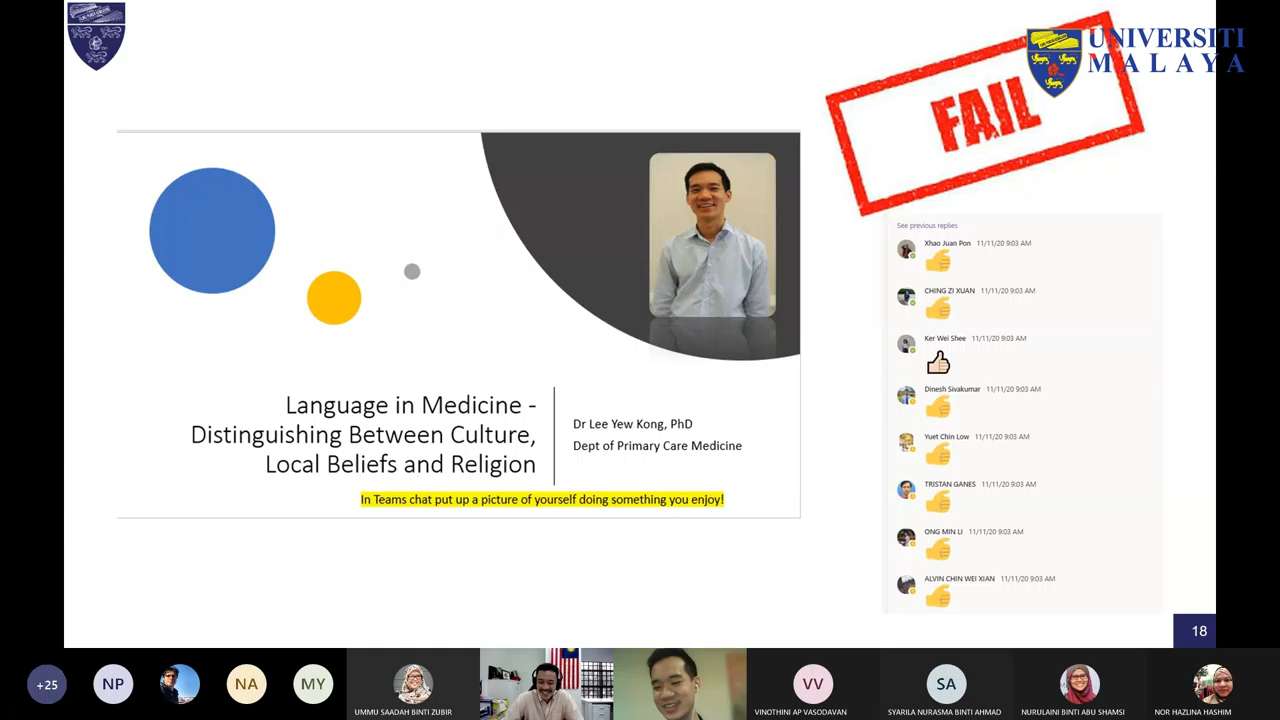 UNIVERSITI
MALAYA
FAIL
Language in Medicine -
Distinguishing Between Culture,
Local Beliefs and Religion
Dr Lee Yew Kong, PhD
Dept of Primary Care Medicine
In Teams chat put up a picture of yourself doing something you enjoy!
See previous replies
Xhao Juan Pon 11/11/20 9:03 AM
CHING ZI XUAN 11/11/20 9:03 AM
Ker Wei Shee 11/11/20 9:03 AM
Dinesh Sivakumar 11/11/20 9:03 AM
Yuet Chin Low 11/11/20 9:03 AM
TRISTAN GANES 11/11/20 9:03 AM
ONG MIN LI 11/11/20 9:03 AM
ALVIN CHIN WEI XIAN 11/11/20 9:03 AM
18
+25
NP
NA
MY
UMMU SAADAH BINTI ZUBIR
VV
VINOTHINI AP VASODAVAN
SA
SYARILA NURASMA BINTI AHMAD
NURULAINI BINTI ABU SHAMSI
NOR HAZLINA HASHIM